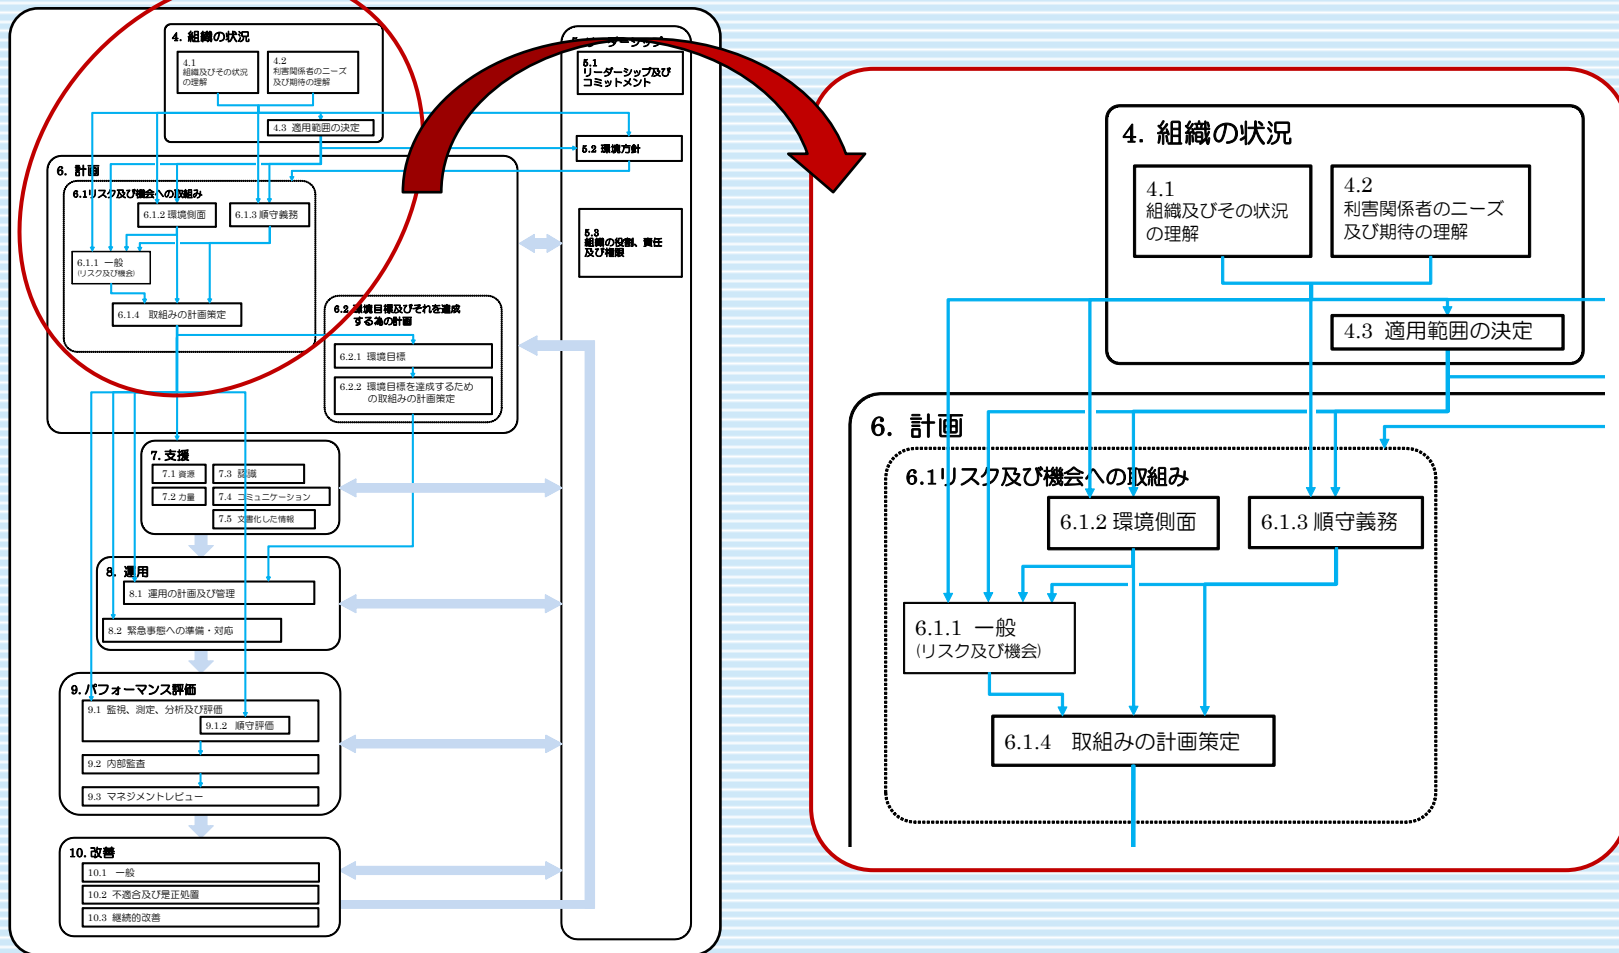 4. 組織の状況
4.1
組織及びその状況
の理解
4.2
利害関係者のニーズ
及び期待の理解
4.3 適用範囲の決定
5.1
リーダーシップ及び
コミットメント
5.2 環境方針
5.3
組織の役割、責任
及び権限
6. 計画
6.1リスク及び機会への取組み
6.1.2 環境側面
6.1.3 順守義務
6.1.1 一般
(リスク及び機会)
6.1.4 取組みの計画策定
6.2 環境目標及びそれを達成
する為の計画
6.2.1 環境目標
6.2.2 環境目標を達成するため
の取組みの計画策定
7. 支援
7.1 資源
7.3 認識
7.2 力量
7.4 コミュニケーション
7.5 文書化した情報
8. 運用
8.1 運用の計画及び管理
8.2 緊急事態への準備・対応
9. パフォーマンス評価
9.1 監視、測定、分析及び評価
9.1.2 順守評価
9.2 内部監査
9.3 マネジメントレビュー
10. 改善
10.1 一般
10.2 不適合及び是正処置
10.3 継続的改善
4. 組織の状況
4.1
組織及びその状況
の理解
4.2
利害関係者のニーズ
及び期待の理解
4.3 適用範囲の決定
6. 計画
6.1リスク及び機会への取組み
6.1.2 環境側面
6.1.3 順守義務
6.1.1 一般
(リスク及び機会)
6.1.4 取組みの計画策定